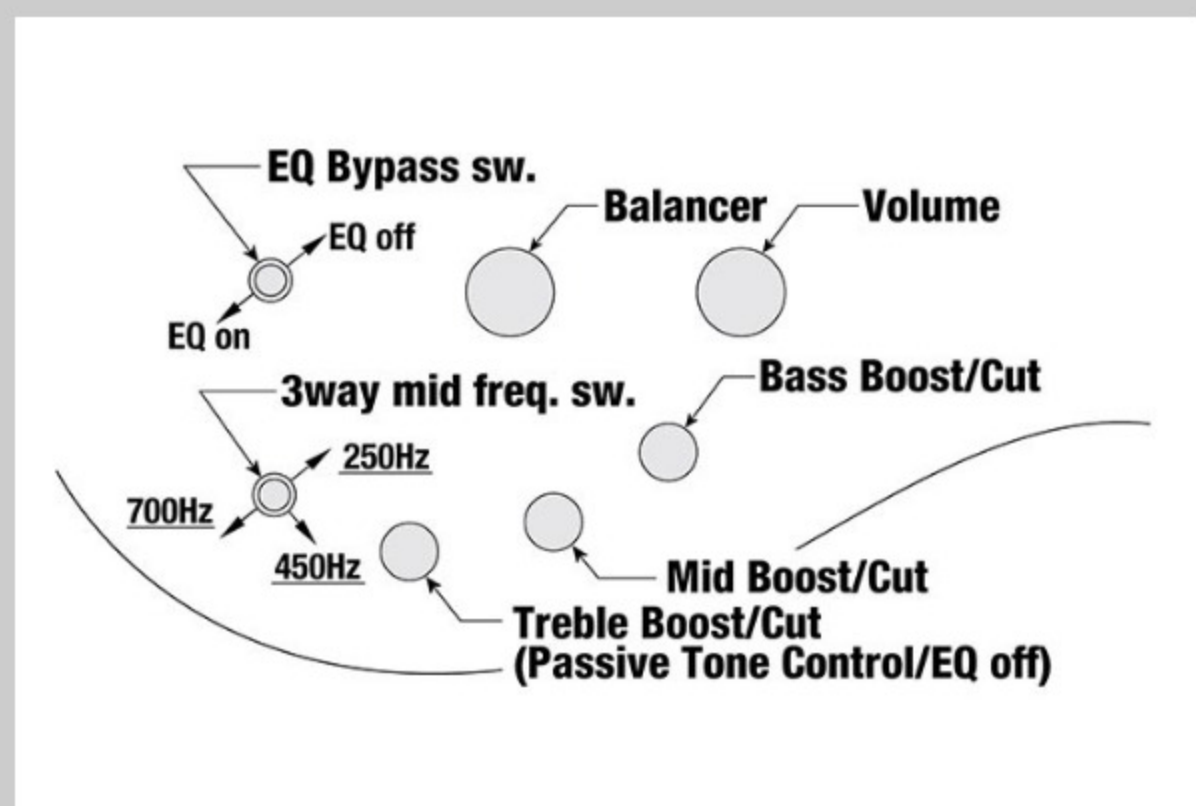 EQ Bypass sw.
EQ off
EQ on
Balancer
Volume
3way mid freq. sw.
250Hz
700Hz
450Hz
Bass Boost/Cut
Mid Boost/Cut
Treble Boost/Cut
(Passive Tone Control/EQ off)